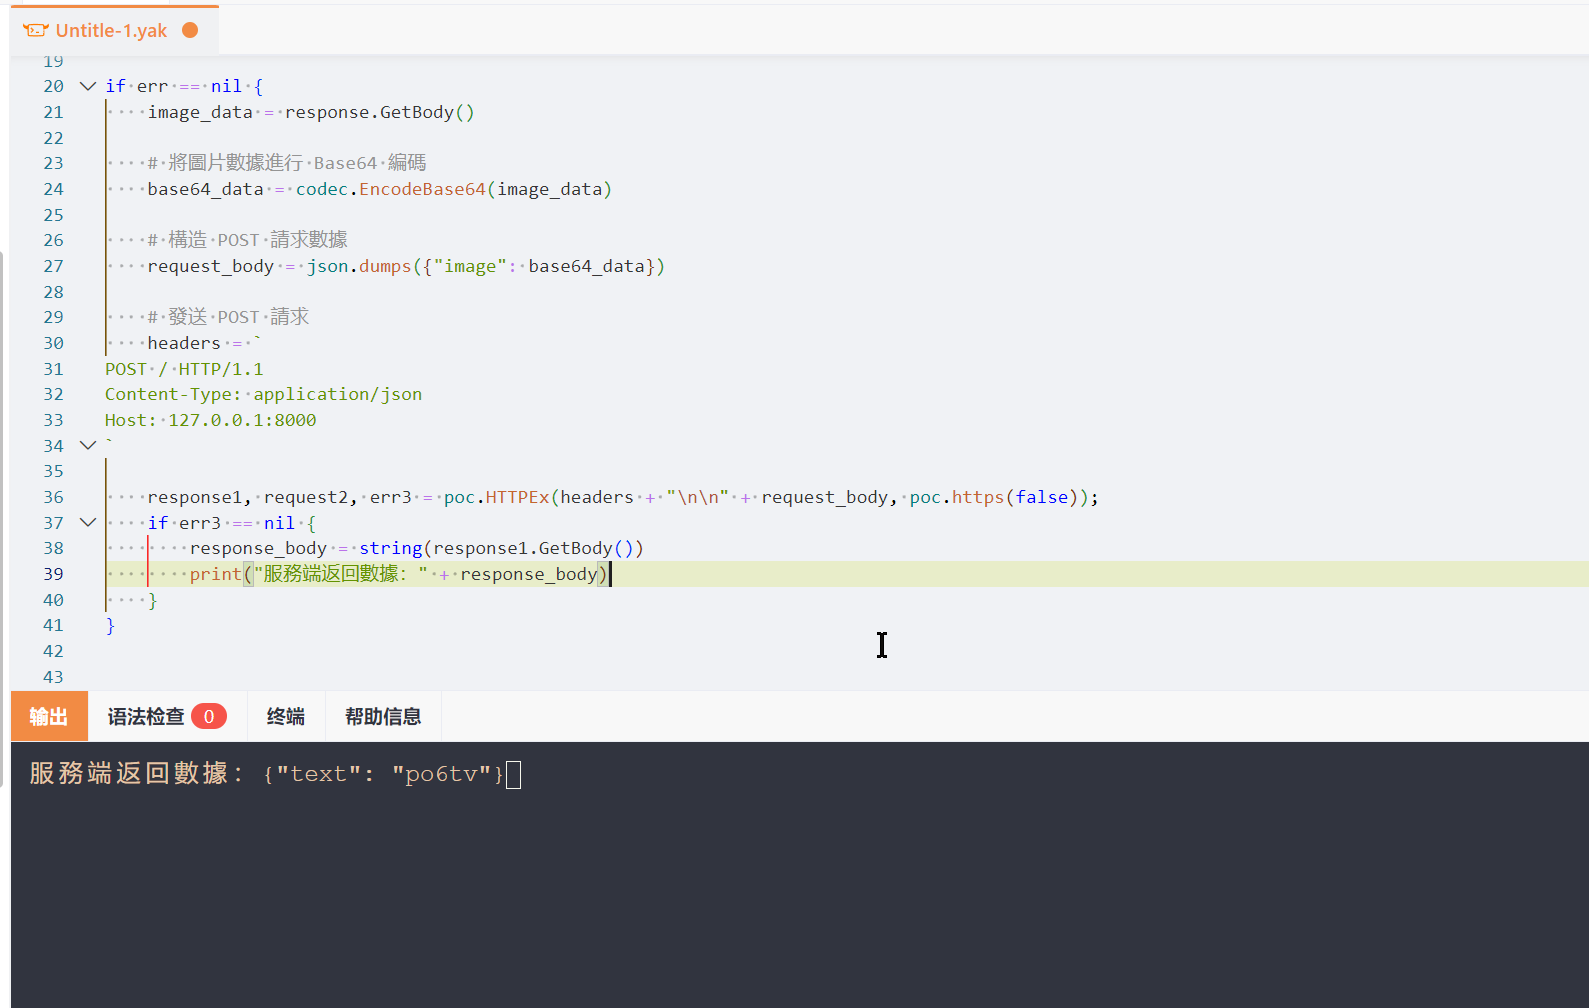 Untitle-1.yak
19
20 if err == nil {
21     image_data = response.GetBody()
22
23     # 將圖片數據進行 Base64 編碼
24     base64_data = codec.EncodeBase64(image_data)
25
26     # 構造 POST 請求數據
27     request_body = json.dumps({"image": base64_data})
28
29     # 發送 POST 請求
30     headers = `
31 POST / HTTP/1.1
32 Content-Type: application/json
33 Host: 127.0.0.1:8000
34 `
35
36     response1, request2, err3 = poc.HTTPEx(headers + "\n\n" + request_body, poc.https(false));
37     if err3 == nil {
38         response_body = string(response1.GetBody())
39         print("服務端返回數據: " + response_body)
40     }
41 }
42
43
输出 语法检查 0 终端 帮助信息
服務端返回數據: {"text": "po6tv"}